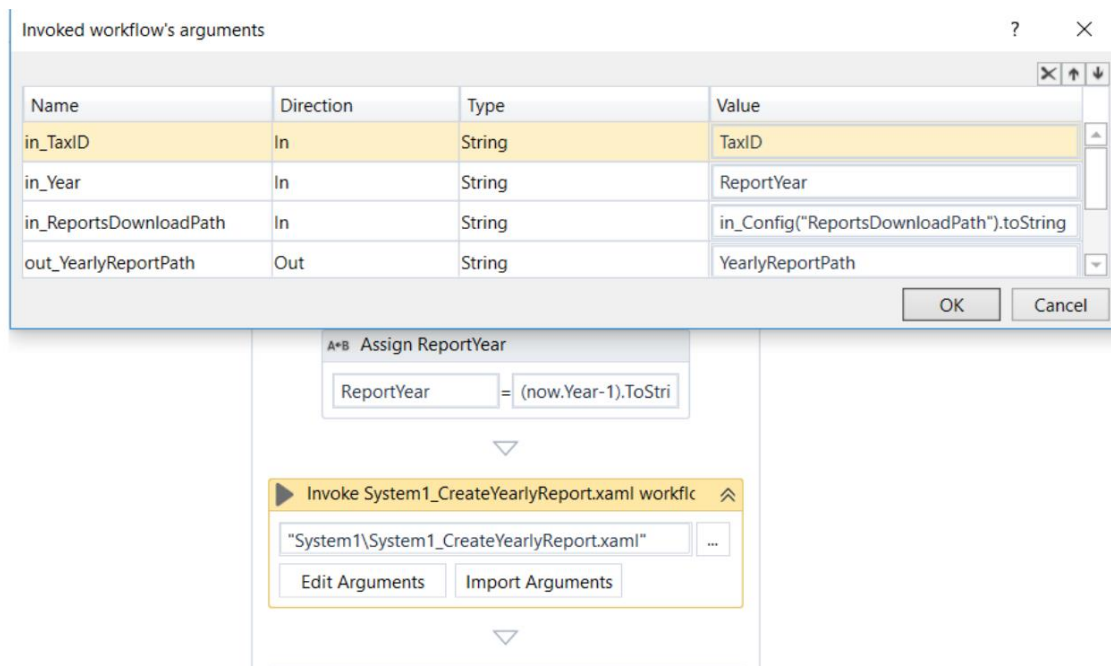 Invoked workflow's arguments ?
Name Direction Type Value
in_TaxID In String TaxID
in_Year In String ReportYear
in_ReportsDownloadPath In String in_Config("ReportsDownloadPath").toString
out_YearlyReportPath Out String YearlyReportPath
OK Cancel
A+B Assign ReportYear
ReportYear = (now.Year-1).ToStri
Invoke System1_CreateYearlyReport.xaml workflc
"System1\System1_CreateYearlyReport.xaml" ...
Edit Arguments Import Arguments